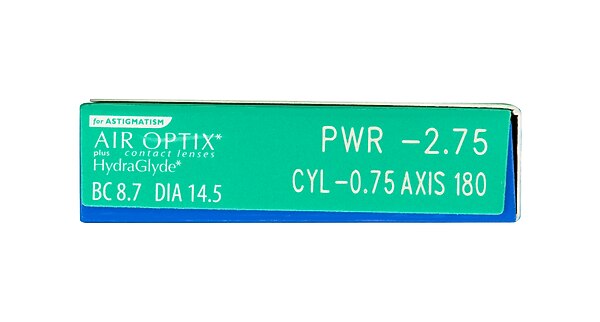 for ASTIGMATISM
AIR OPTIX*
plus contact lenses
HydraGlyde*
BC 8.7 DIA 14.5
PWR -2.75
CYL-0.75 AXIS 180